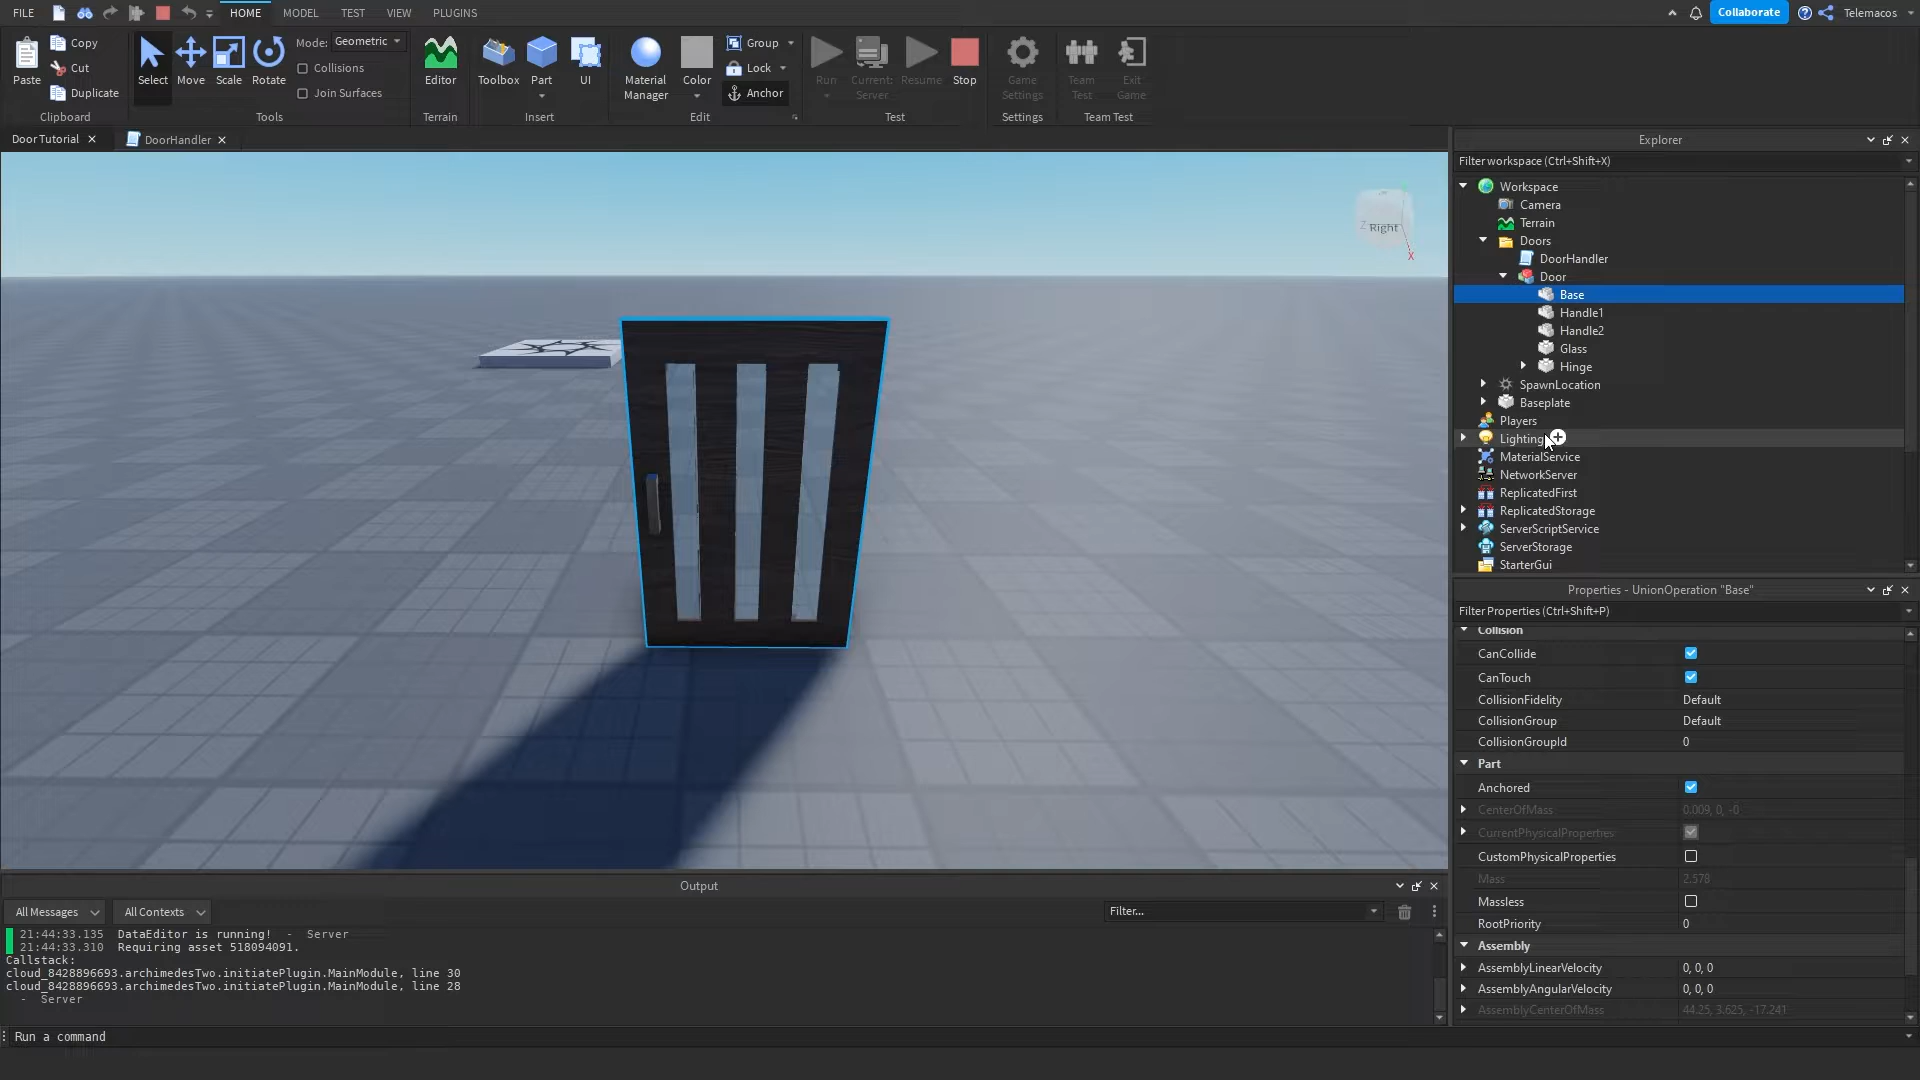 FILE HOME MODEL TEST VIEW PLUGINS Collaborate Telemacos
Copy Mode: Geometric Group
Cut Collisions Lock
Paste Select Move Scale Rotate Editor Toolbox Part UI Material Manager Color Run Current: Server Resume Stop Game Settings Team Test Exit Game
Duplicate Join Surfaces Anchor
Clipboard Tools Terrain Insert Edit Test Settings Team Test
Door Tutorial DoorHandler
Right
Z
X
Explorer
Filter workspace (Ctrl+Shift+X)
Workspace
Camera
Terrain
Doors
DoorHandler
Door
Base
Handle1
Handle2
Glass
Hinge
SpawnLocation
Baseplate
Players
Lighting
MaterialService
NetworkServer
ReplicatedFirst
ReplicatedStorage
ServerScriptService
ServerStorage
StarterGui
Properties - UnionOperation "Base"
Filter Properties (Ctrl+Shift+P)
Collision
CanCollide
CanTouch
CollisionFidelity Default
CollisionGroup Default
CollisionGroupId 0
Part
Anchored
CenterOfMass 0.009, 0, -0
CurrentPhysicalProperties
CustomPhysicalProperties
Mass 2.578
Massless
RootPriority 0
Assembly
AssemblyLinearVelocity 0, 0, 0
AssemblyAngularVelocity 0, 0, 0
AssemblyCenterOfMass 44.25, 3.625, -17.241
Output
All Messages All Contexts Filter...
21:44:33.135 DataEditor is running! - Server
21:44:33.310 Requiring asset 518094091.
Callstack:
cloud_8428896693.archimedesTwo.initiatePlugin.MainModule, line 30
cloud_8428896693.archimedesTwo.initiatePlugin.MainModule, line 28
- Server
Run a command